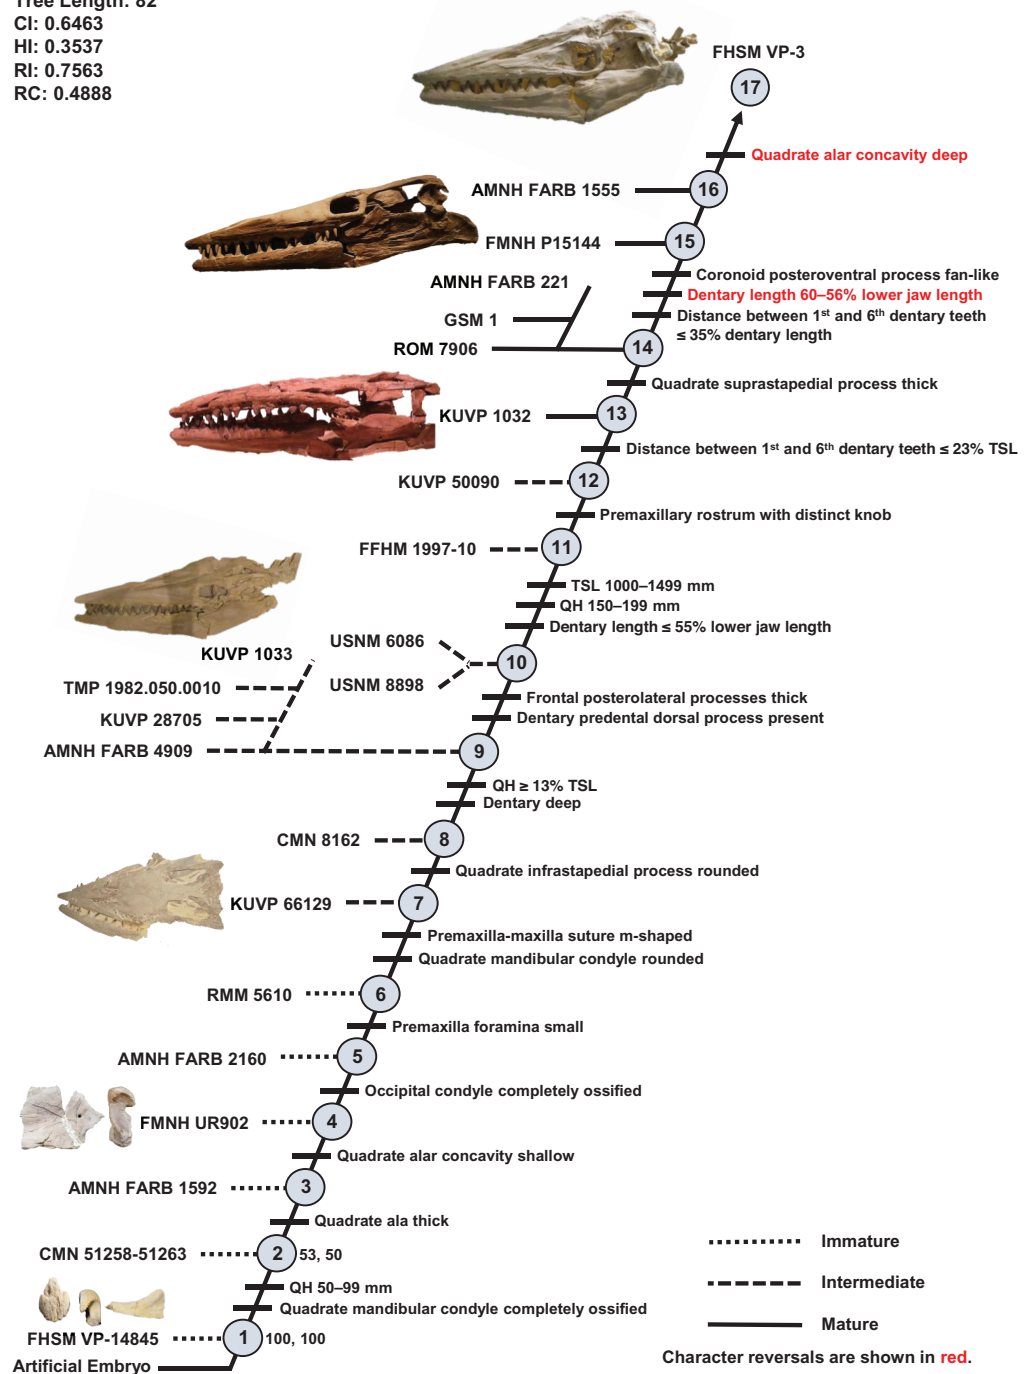 Tree Length: 82
CI: 0.6463
HI: 0.3537
RI: 0.7563
RC: 0.4888
FHSM VP-3
17
Quadrate alar concavity deep
AMNH FARB 1555
16
FMNH P15144
15
Coronoid posteroventral process fan-like
Dentary length 60–56% lower jaw length
Distance between 1st and 6th dentary teeth
≤ 35% dentary length
AMNH FARB 221
GSM 1
ROM 7906
14
Quadrate suprastapedial process thick
KUVP 1032
13
Distance between 1st and 6th dentary teeth ≤ 23% TSL
KUVP 50090
12
Premaxillary rostrum with distinct knob
FFHM 1997-10
11
TSL 1000–1499 mm
QH 150–199 mm
Dentary length ≤ 55% lower jaw length
USNM 6086
USNM 8898
10
Frontal posterolateral processes thick
Dentary predental dorsal process present
KUVP 1033
TMP 1982.050.0010
KUVP 28705
AMNH FARB 4909
9
QH ≥ 13% TSL
Dentary deep
CMN 8162
8
Quadrate infrastapedial process rounded
KUVP 66129
7
Premaxilla-maxilla suture m-shaped
Quadrate mandibular condyle rounded
RMM 5610
6
Premaxilla foramina small
AMNH FARB 2160
5
Occipital condyle completely ossified
FMNH UR902
4
Quadrate alar concavity shallow
AMNH FARB 1592
3
Quadrate ala thick
CMN 51258-51263
2
53, 50
QH 50–99 mm
Quadrate mandibular condyle completely ossified
FHSM VP-14845
1
100, 100
Artificial Embryo
Immature
Intermediate
Mature
Character reversals are shown in red.